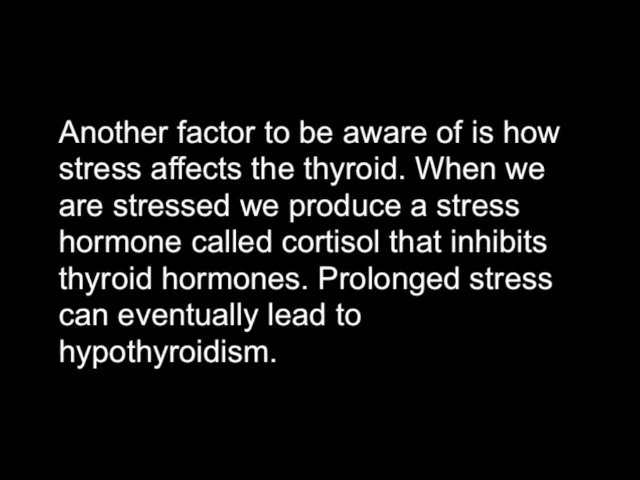 Another factor to be aware of is how
stress affects the thyroid. When we
are stressed we produce a stress
hormone called cortisol that inhibits
thyroid hormones. Prolonged stress
can eventually lead to
hypothyroidism.